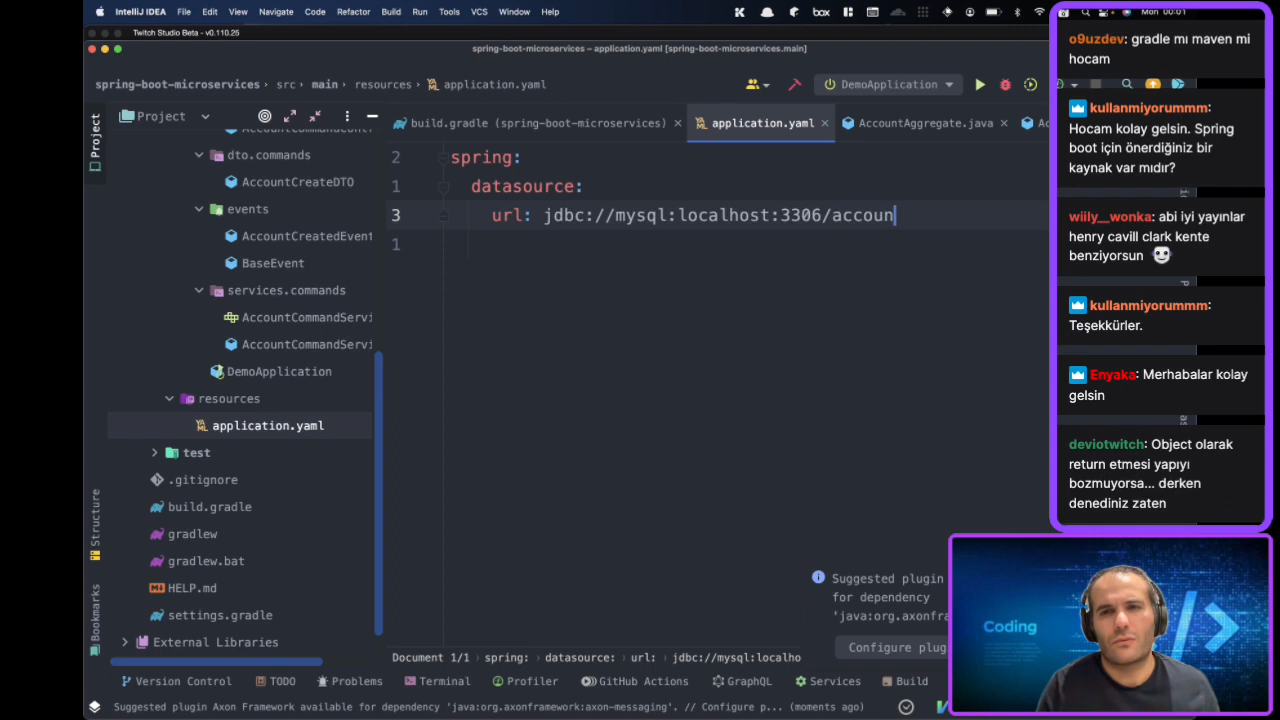 IntelliJ IDEA File Edit View Navigate Code Refactor Build Run Tools VCS Window Help
box
Mon 00:01
Twitch Studio Beta - v0.110.25
spring-boot-microservices – application.yaml [spring-boot-microservices.main]
spring-boot-microservices › src › main › resources › application.yaml
DemoApplication
Project
Project
build.gradle (spring-boot-microservices)
application.yaml
AccountAggregate.java
dto.commands
AccountCreateDTO
events
AccountCreatedEvent
BaseEvent
services.commands
AccountCommandServi
AccountCommandServi
DemoApplication
resources
application.yaml
test
.gitignore
build.gradle
gradlew
gradlew.bat
HELP.md
settings.gradle
External Libraries
Structure
Bookmarks
2 spring:
1 datasource:
3 url: jdbc://mysql:localhost:3306/accoun
1
Suggested plugin
for dependency
'java:org.axonfra
Configure plug
Document 1/1 › spring: › datasource: › url: › jdbc://mysql:localho
Version Control TODO Problems Terminal Profiler GitHub Actions GraphQL Services Build
Suggested plugin Axon Framework available for dependency 'java:org.axonframework:axon-messaging'. // Configure p... (moments ago)
o9uzdev: gradle mı maven mi
hocam
kullanmiyorummm:
Hocam kolay gelsin. Spring
boot için önerdiğiniz bir
kaynak var mıdır?
wiily__wonka: abi iyi yayınlar
henry cavill clark kente
benziyorsun
kullanmiyorummm:
Teşekkürler.
Enyaka: Merhabalar kolay
gelsin
deviotwitch: Object olarak
return etmesi yapıyı
bozmuyorsa... derken
denediniz zaten
Coding